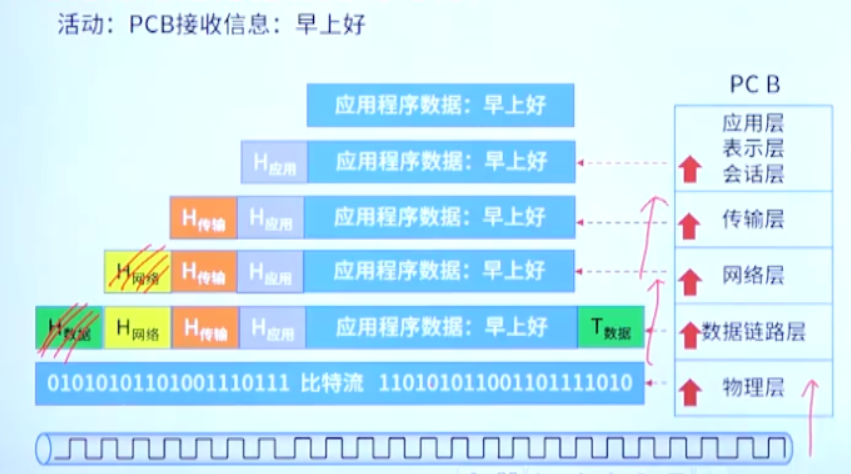 活动：PCB接收信息：早上好
PC B
应用程序数据：早上好
应用层
表示层
会话层
H应用 应用程序数据：早上好
H传输 H应用 应用程序数据：早上好
传输层
H网络 H传输 H应用 应用程序数据：早上好
网络层
H数据 H网络 H传输 H应用 应用程序数据：早上好 T数据
数据链路层
010101011010011101​11 比特流 110101011001101111010
物理层